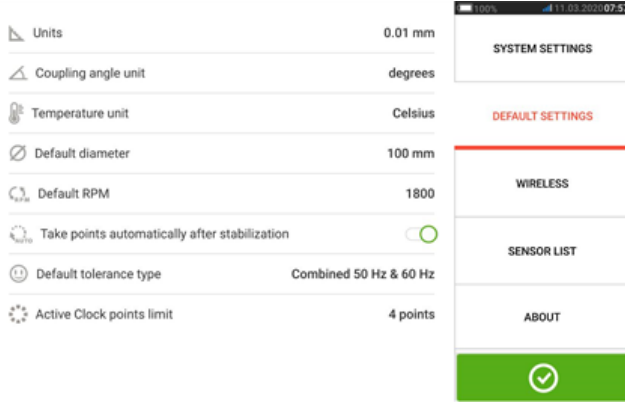 100% 11.03.2020 07:57
Units 0.01 mm
Coupling angle unit degrees
Temperature unit Celsius
Default diameter 100 mm
Default RPM 1800
Take points automatically after stabilization
Default tolerance type Combined 50 Hz & 60 Hz
Active Clock points limit 4 points
SYSTEM SETTINGS
DEFAULT SETTINGS
WIRELESS
SENSOR LIST
ABOUT